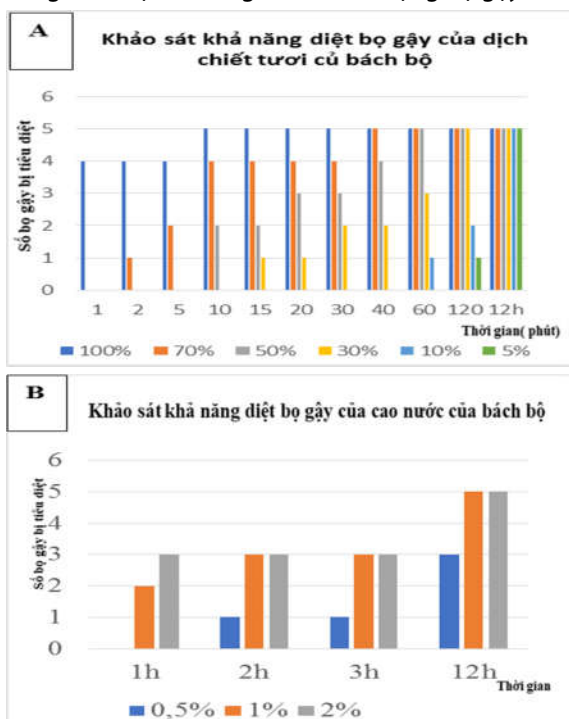 A
Khảo sát khả năng diệt bọ gậy của dịch
chiết tươi củ bách bộ
Số bọ gậy bị tiêu diệt
6
5
4
3
2
1
0
1 2 5 10 15 20 30 40 60 120 12h
Thời gian( phút)
100% 70% 50% 30% 10% 5%
B
Khảo sát khả năng diệt bọ gậy của cao nước của bách bộ
Số bọ gậy bị tiêu diệt
6
5
4
3
2
1
0
1h 2h 3h 12h
Thời gian
0,5% 1% 2%